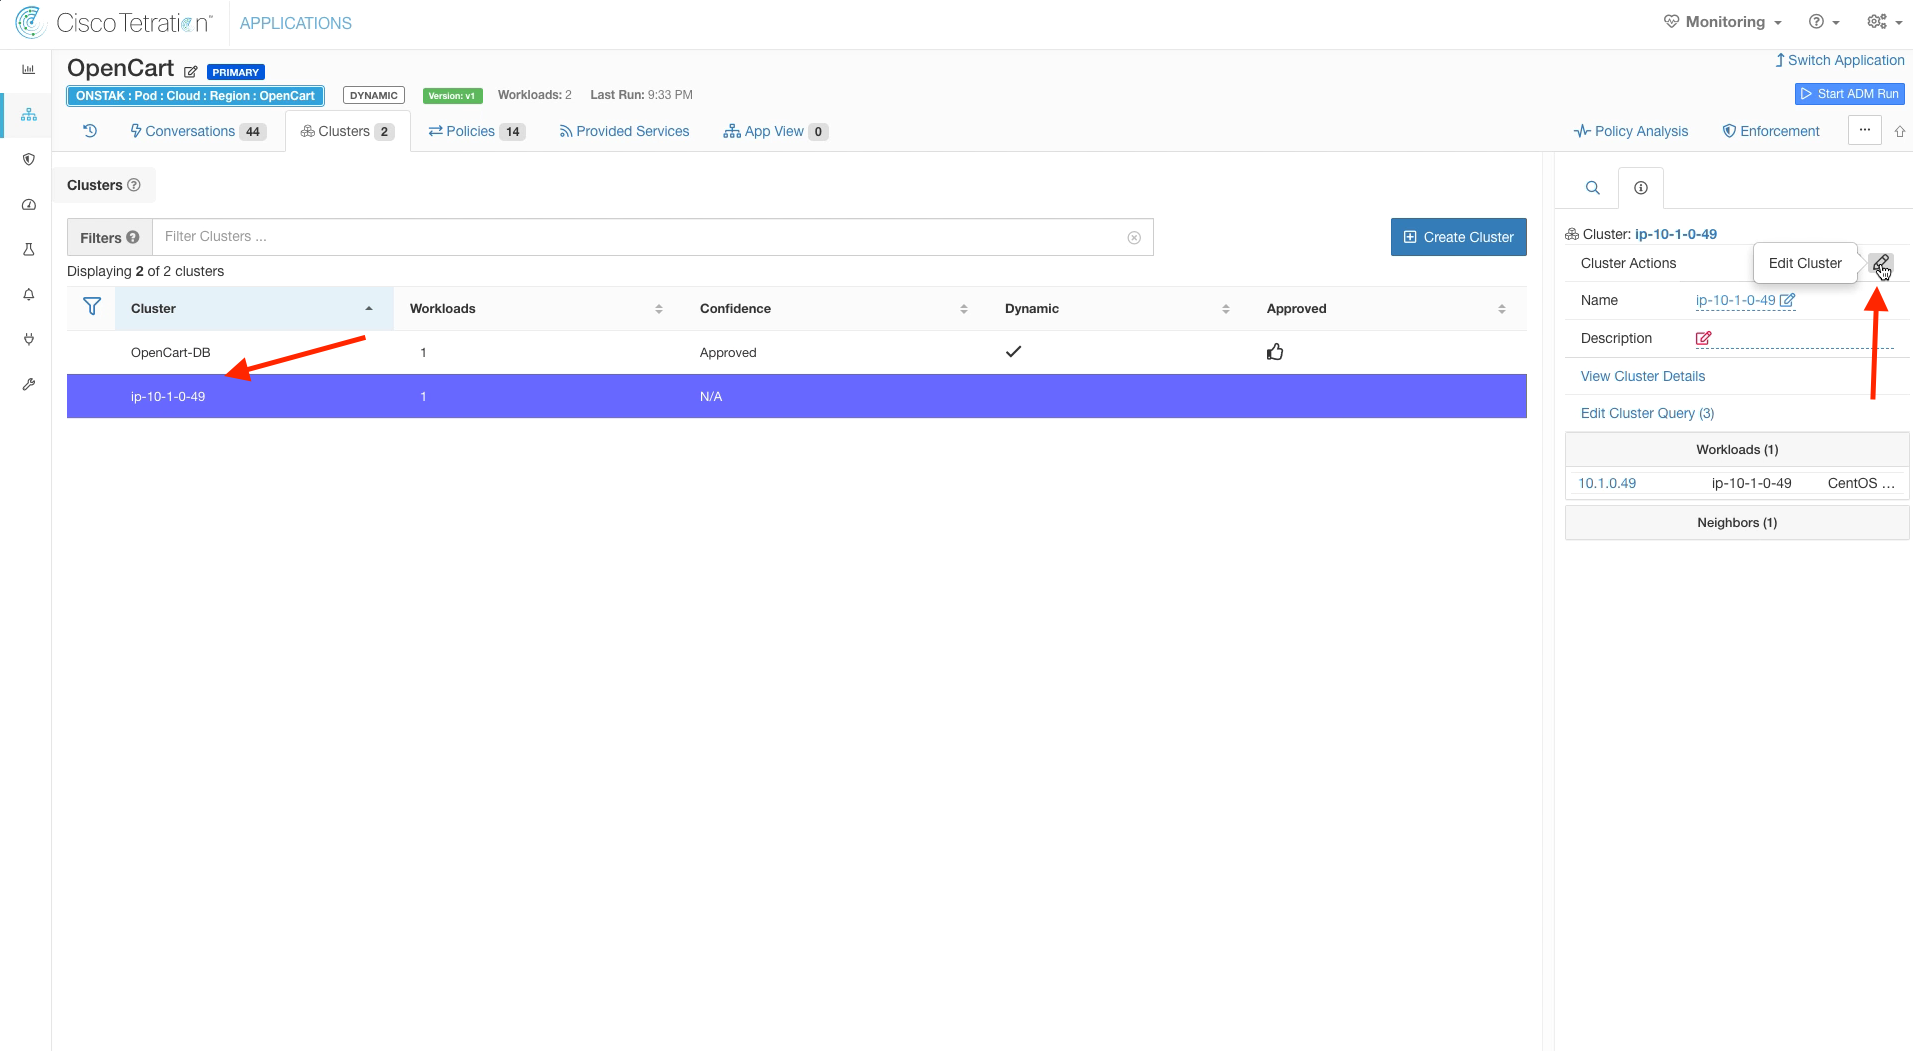 Cisco Tetration™
APPLICATIONS
Monitoring
OpenCart
PRIMARY
Switch Application
ONSTAK : Pod : Cloud : Region : OpenCart
DYNAMIC
Version: v1
Workloads: 2
Last Run: 9:33 PM
Start ADM Run
Conversations 44
Clusters 2
Policies 14
Provided Services
App View 0
Policy Analysis
Enforcement
...
Clusters
Filters
Filter Clusters ...
Create Cluster
Displaying 2 of 2 clusters
Cluster Workloads Confidence Dynamic Approved
OpenCart-DB 1 Approved
ip-10-1-0-49 1 N/A
Cluster: ip-10-1-0-49
Cluster Actions
Edit Cluster
Name ip-10-1-0-49
Description
View Cluster Details
Edit Cluster Query (3)
Workloads (1)
10.1.0.49 ip-10-1-0-49 CentOS ...
Neighbors (1)